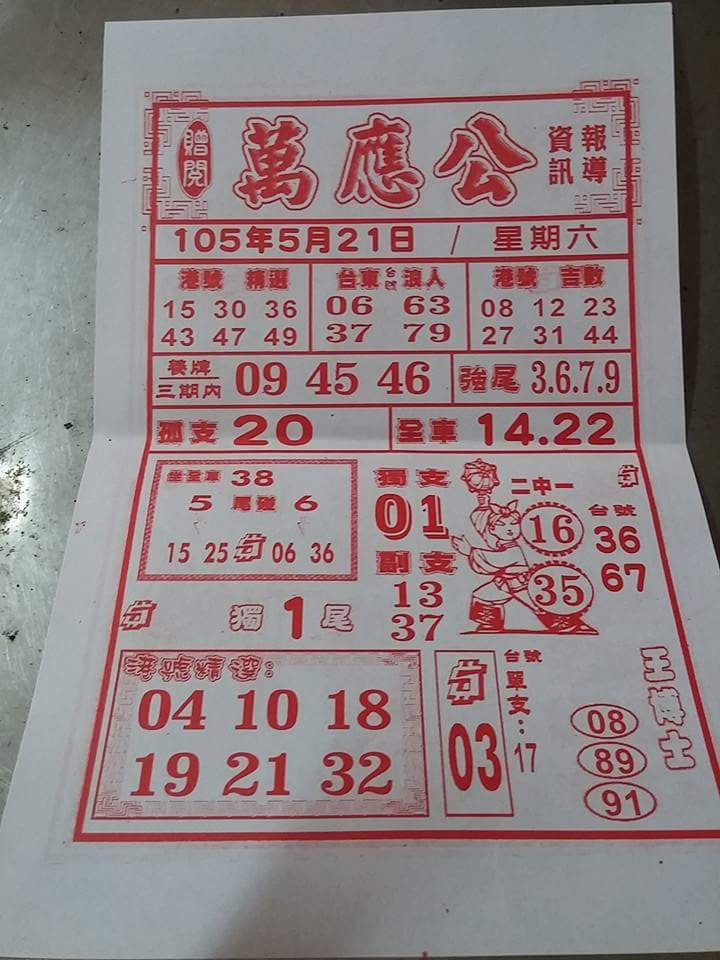 贈閱 萬應公 資訊 報導
105年5月21日 / 星期六
港號 精選
15 30 36
43 47 49
台東 台號 浪人
06 63
37 79
港號 吉數
08 12 23
27 31 44
養牌 三期內 09 45 46
強尾 3.6.7.9
孤支 20
全車 14.22
坐全車 38
5 尾碰 6
15 25 06 36
獨支
01
副支
13
37
二中一
16
35
台號
36
67
獨 1 尾
港號精選:
04 10 18
19 21 32
03
台號
單支:17
08
89
91
王博士